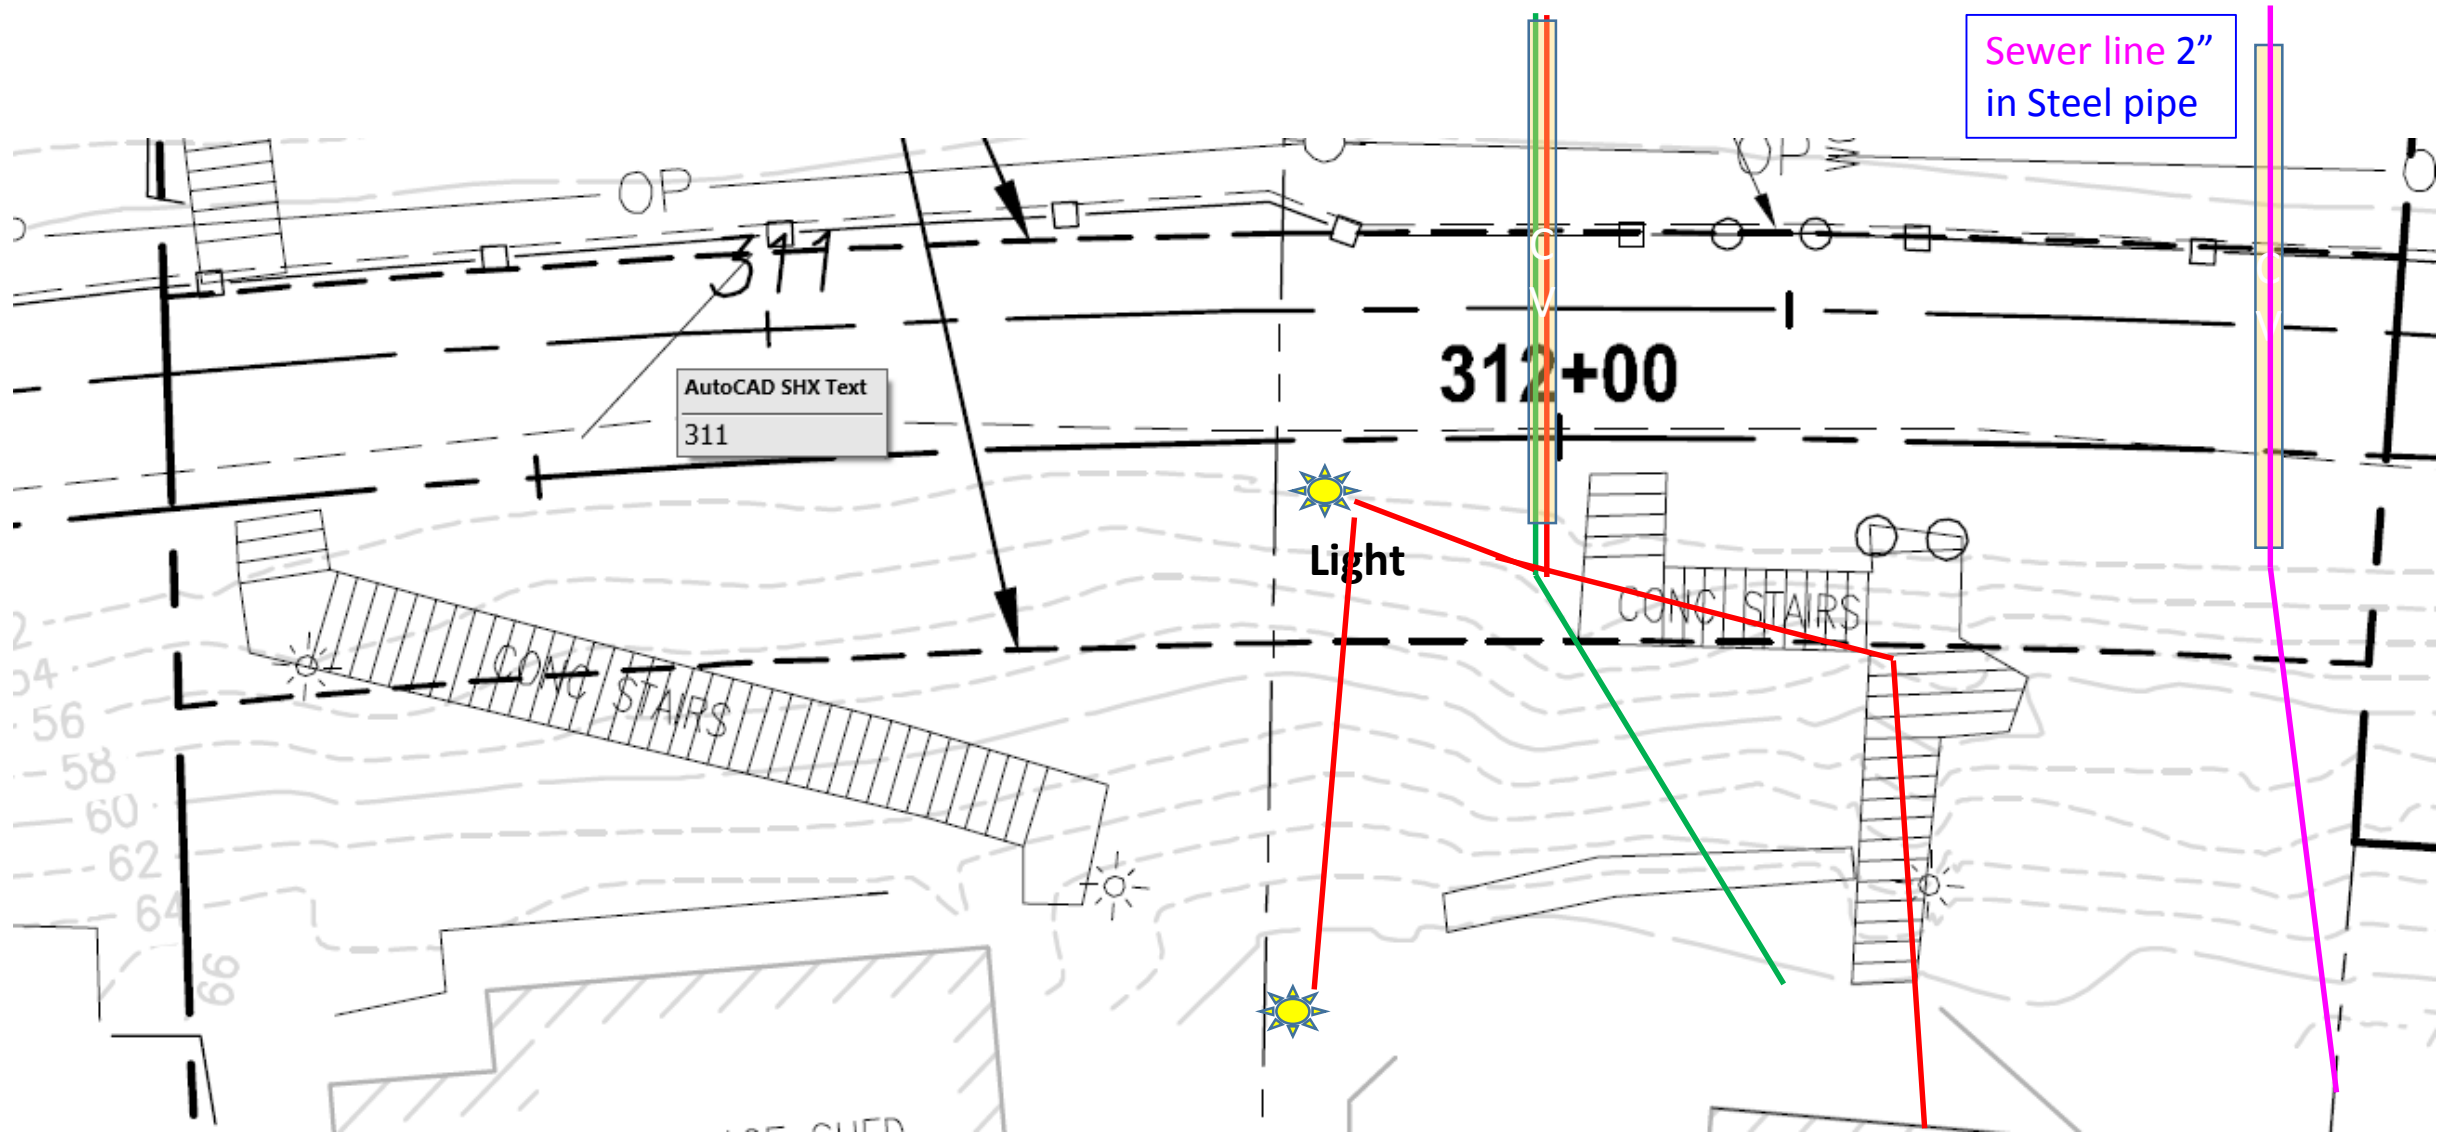 Sewer line 2”
in Steel pipe
OP
OP
311
C
V
312+00
AutoCAD SHX Text
311
Light
CONC STAIRS
CONC STAIRS
54
56
58
60
62
64
66